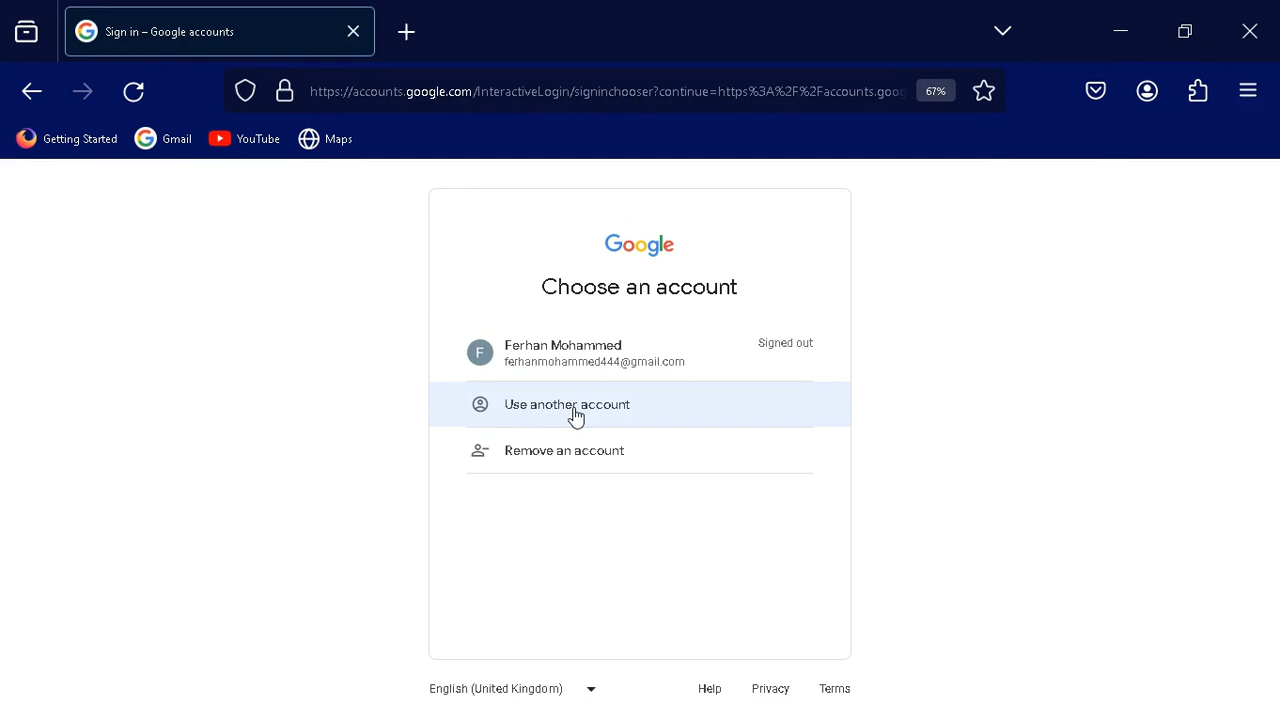 Sign in – Google accounts
https://accounts.google.com/InteractiveLogin/signinchooser?continue=https%3A%2F%2Faccounts.goog
67%
Getting Started
Gmail
YouTube
Maps
Google
Choose an account
Ferhan Mohammed
Signed out
ferhanmohammed444@gmail.com
Use another account
Remove an account
English (United Kingdom)
Help
Privacy
Terms